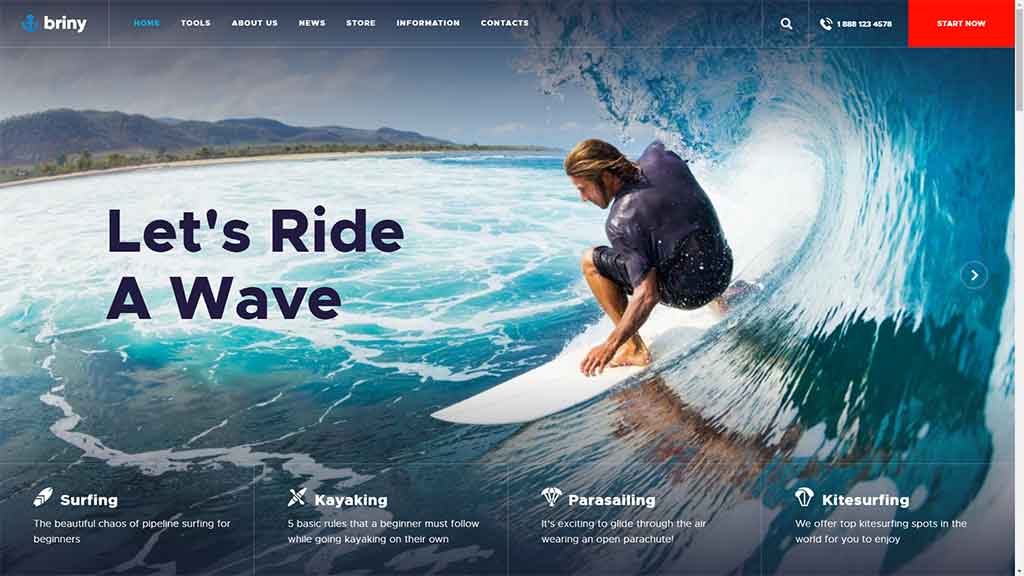 briny
HOME TOOLS ABOUT US NEWS STORE INFORMATION CONTACTS
1 888 123 4578
START NOW
Let's Ride
A Wave
Surfing
The beautiful chaos of pipeline surfing for
beginners
Kayaking
5 basic rules that a beginner must follow
while going kayaking on their own
Parasailing
It's exciting to glide through the air
wearing an open parachute!
Kitesurfing
We offer top kitesurfing spots in the
world for you to enjoy